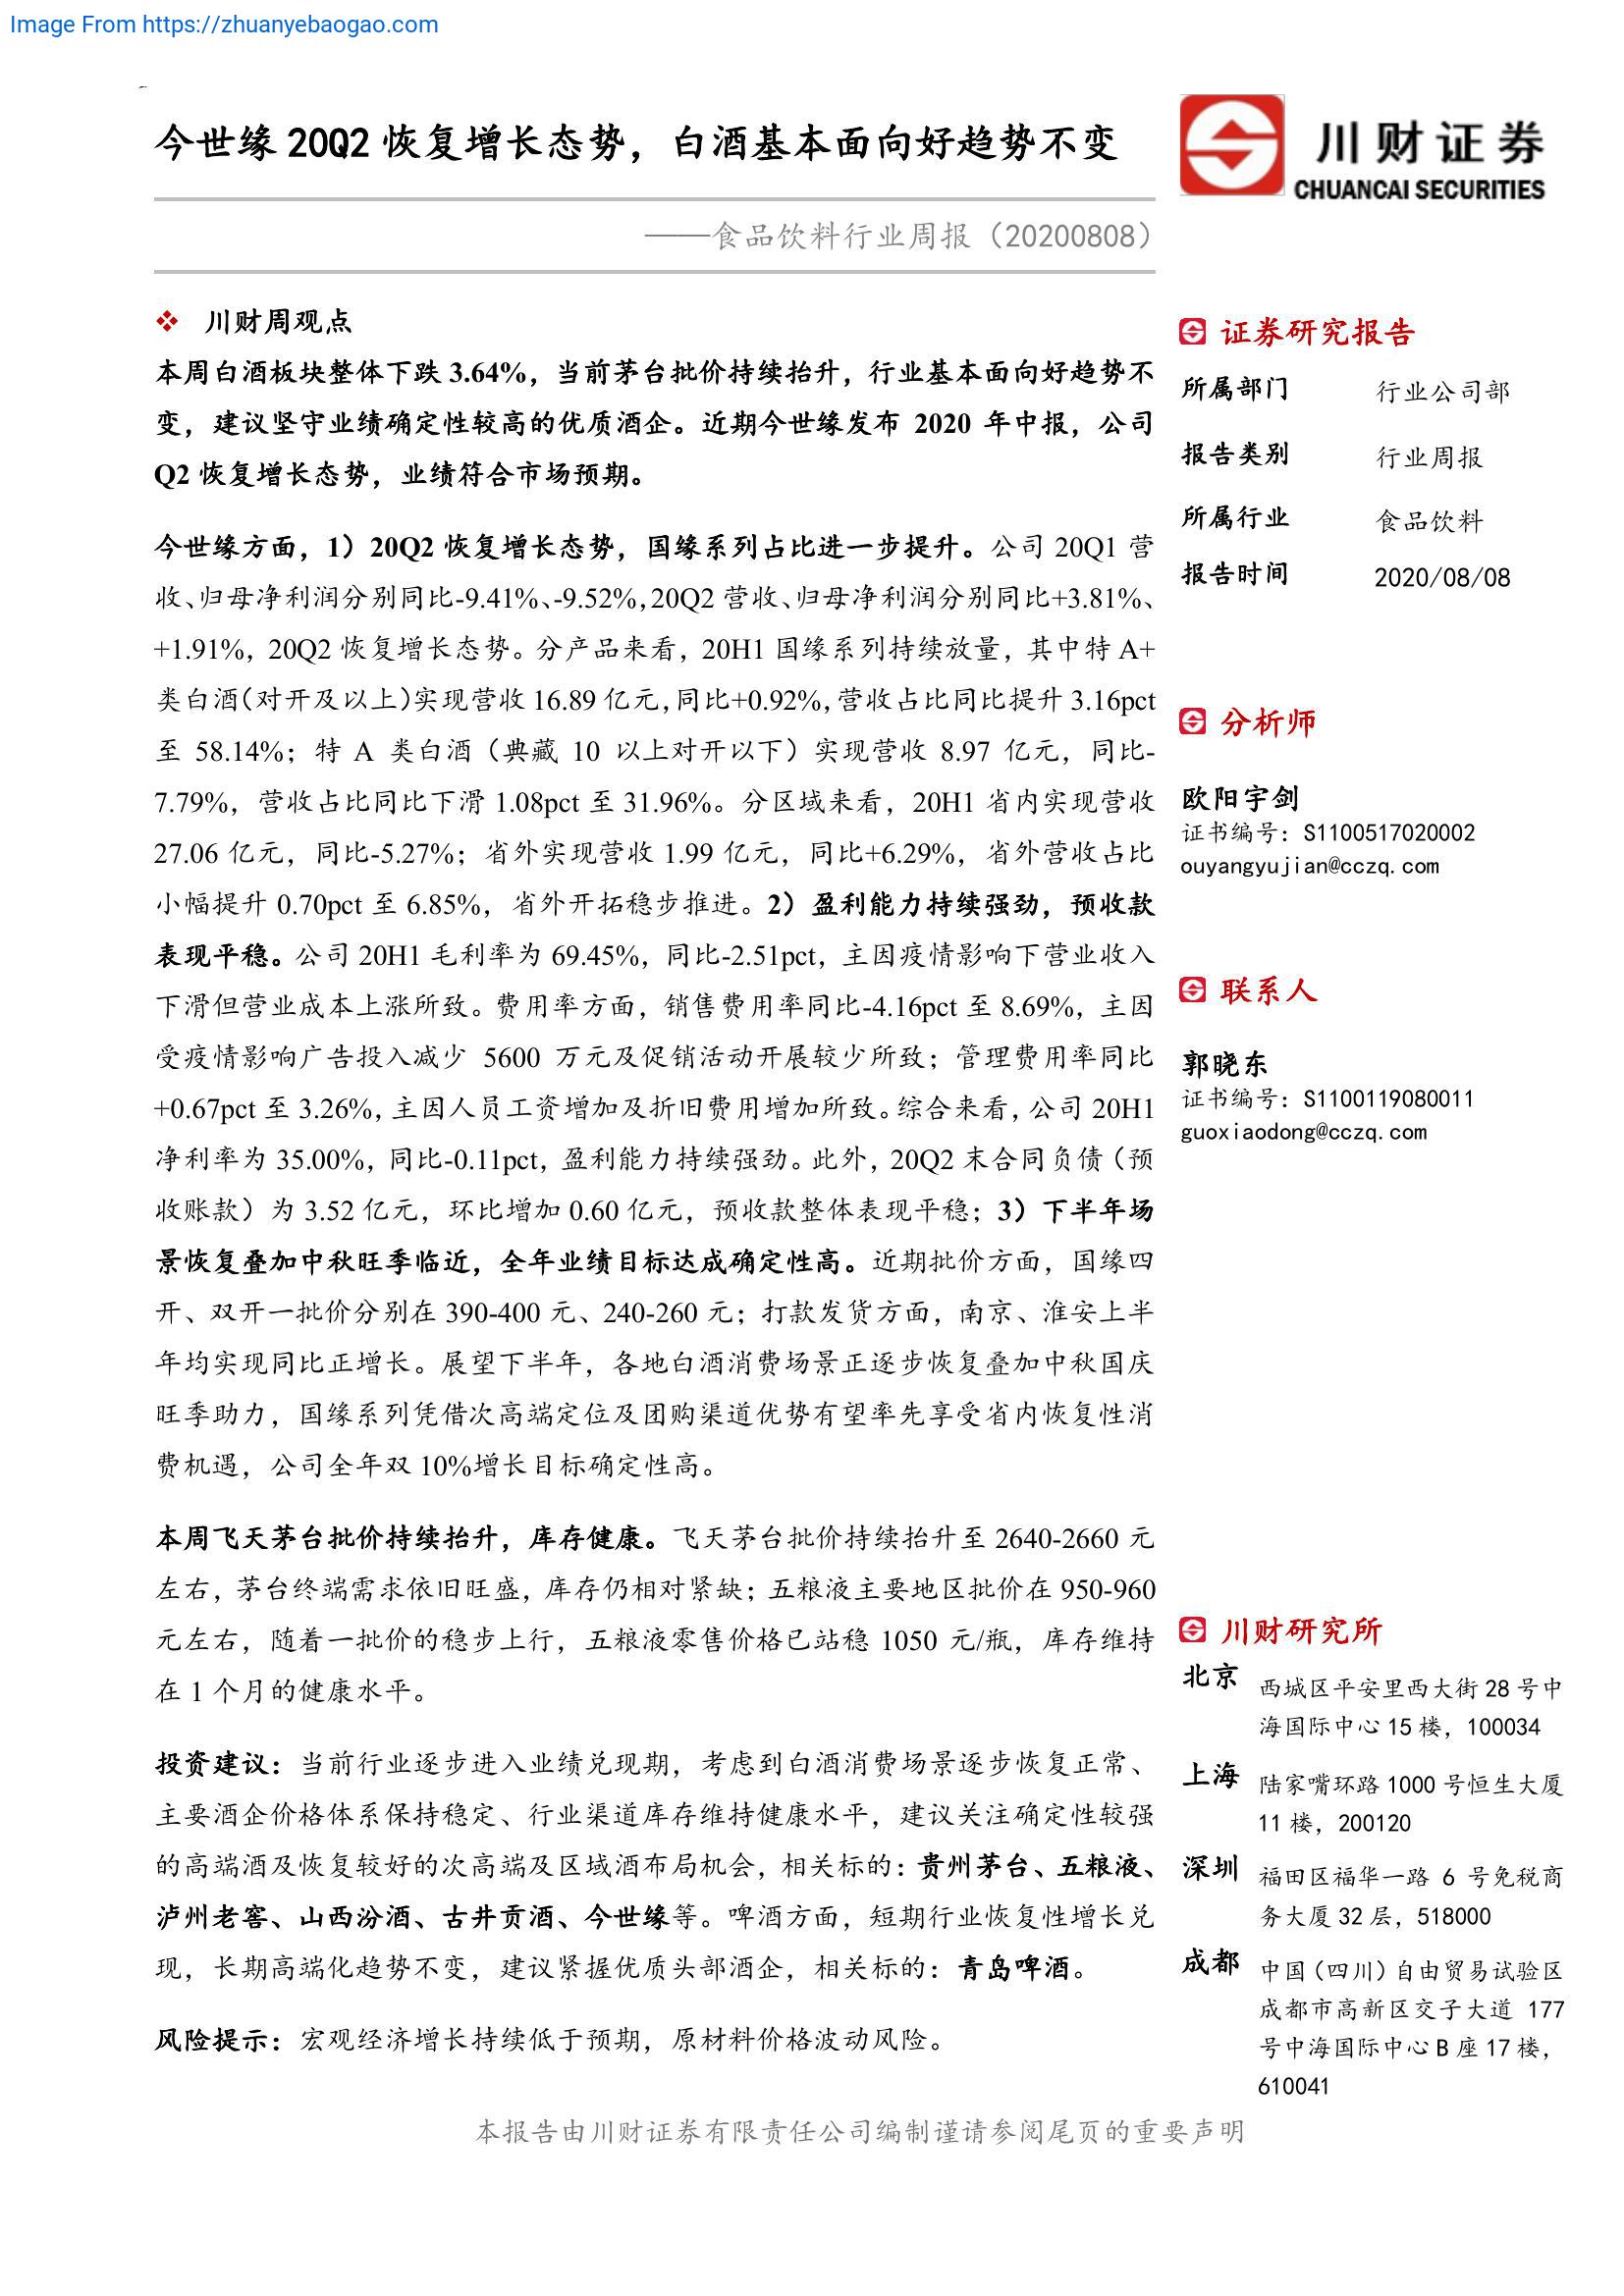 Image From https://zhuanyebaogao.com
今世缘 20Q2 恢复增长态势，白酒基本面向好趋势不变
川财证券
CHUANCAI SECURITIES
——食品饮料行业周报（20200808）
川财周观点
本周白酒板块整体下跌 3.64%，当前茅台批价持续抬升，行业基本面向好趋势不
变，建议坚守业绩确定性较高的优质酒企。近期今世缘发布 2020 年中报，公司
Q2 恢复增长态势，业绩符合市场预期。
今世缘方面，1）20Q2 恢复增长态势，国缘系列占比进一步提升。公司 20Q1 营
收、归母净利润分别同比-9.41%、-9.52%，20Q2 营收、归母净利润分别同比+3.81%、
+1.91%，20Q2 恢复增长态势。分产品来看，20H1 国缘系列持续放量，其中特 A+
类白酒（对开及以上）实现营收 16.89 亿元，同比+0.92%，营收占比同比提升 3.16pct
至 58.14%；特 A 类白酒（典藏 10 以上对开以下）实现营收 8.97 亿元，同比-
7.79%，营收占比同比下滑 1.08pct 至 31.96%。分区域来看，20H1 省内实现营收
27.06 亿元，同比-5.27%；省外实现营收 1.99 亿元，同比+6.29%，省外营收占比
小幅提升 0.70pct 至 6.85%，省外开拓稳步推进。2）盈利能力持续强劲，预收款
表现平稳。公司 20H1 毛利率为 69.45%，同比-2.51pct，主因疫情影响下营业收入
下滑但营业成本上涨所致。费用率方面，销售费用率同比-4.16pct 至 8.69%，主因
受疫情影响广告投入减少 5600 万元及促销活动开展较少所致；管理费用率同比
+0.67pct 至 3.26%，主因人员工资增加及折旧费用增加所致。综合来看，公司 20H1
净利率为 35.00%，同比-0.11pct，盈利能力持续强劲。此外，20Q2 末合同负债（预
收账款）为 3.52 亿元，环比增加 0.60 亿元，预收款整体表现平稳；3）下半年场
景恢复叠加中秋旺季临近，全年业绩目标达成确定性高。近期批价方面，国缘四
开、双开一批价分别在 390-400 元、240-260 元；打款发货方面，南京、淮安上半
年均实现同比正增长。展望下半年，各地白酒消费场景正逐步恢复叠加中秋国庆
旺季助力，国缘系列凭借次高端定位及团购渠道优势有望率先享受省内恢复性消
费机遇，公司全年双 10%增长目标确定性高。
本周飞天茅台批价持续抬升，库存健康。飞天茅台批价持续抬升至 2640-2660 元
左右，茅台终端需求依旧旺盛，库存仍相对紧缺；五粮液主要地区批价在 950-960
元左右，随着一批价的稳步上行，五粮液零售价格已站稳 1050 元/瓶，库存维持
在 1 个月的健康水平。
投资建议：当前行业逐步进入业绩兑现期，考虑到白酒消费场景逐步恢复正常、
主要酒企价格体系保持稳定、行业渠道库存维持健康水平，建议关注确定性较强
的高端酒及恢复较好的次高端及区域酒布局机会，相关标的：贵州茅台、五粮液、
泸州老窖、山西汾酒、古井贡酒、今世缘等。啤酒方面，短期行业恢复性增长兑
现，长期高端化趋势不变，建议紧握优质头部酒企，相关标的：青岛啤酒。
风险提示：宏观经济增长持续低于预期，原材料价格波动风险。
证券研究报告
所属部门 行业公司部
报告类别 行业周报
所属行业 食品饮料
报告时间 2020/08/08
分析师
欧阳宇剑
证书编号：S1100517020002
ouyangyujian@cczq.com
联系人
郭晓东
证书编号：S1100119080011
guoxiaodong@cczq.com
川财研究所
北京 西城区平安里西大街 28 号中
海国际中心 15 楼，100034
上海 陆家嘴环路 1000 号恒生大厦
11 楼，200120
深圳 福田区福华一路 6 号免税商
务大厦 32 层，518000
成都 中国（四川）自由贸易试验区
成都市高新区交子大道 177
号中海国际中心 B 座 17 楼，
610041
本报告由川财证券有限责任公司编制谨请参阅尾页的重要声明